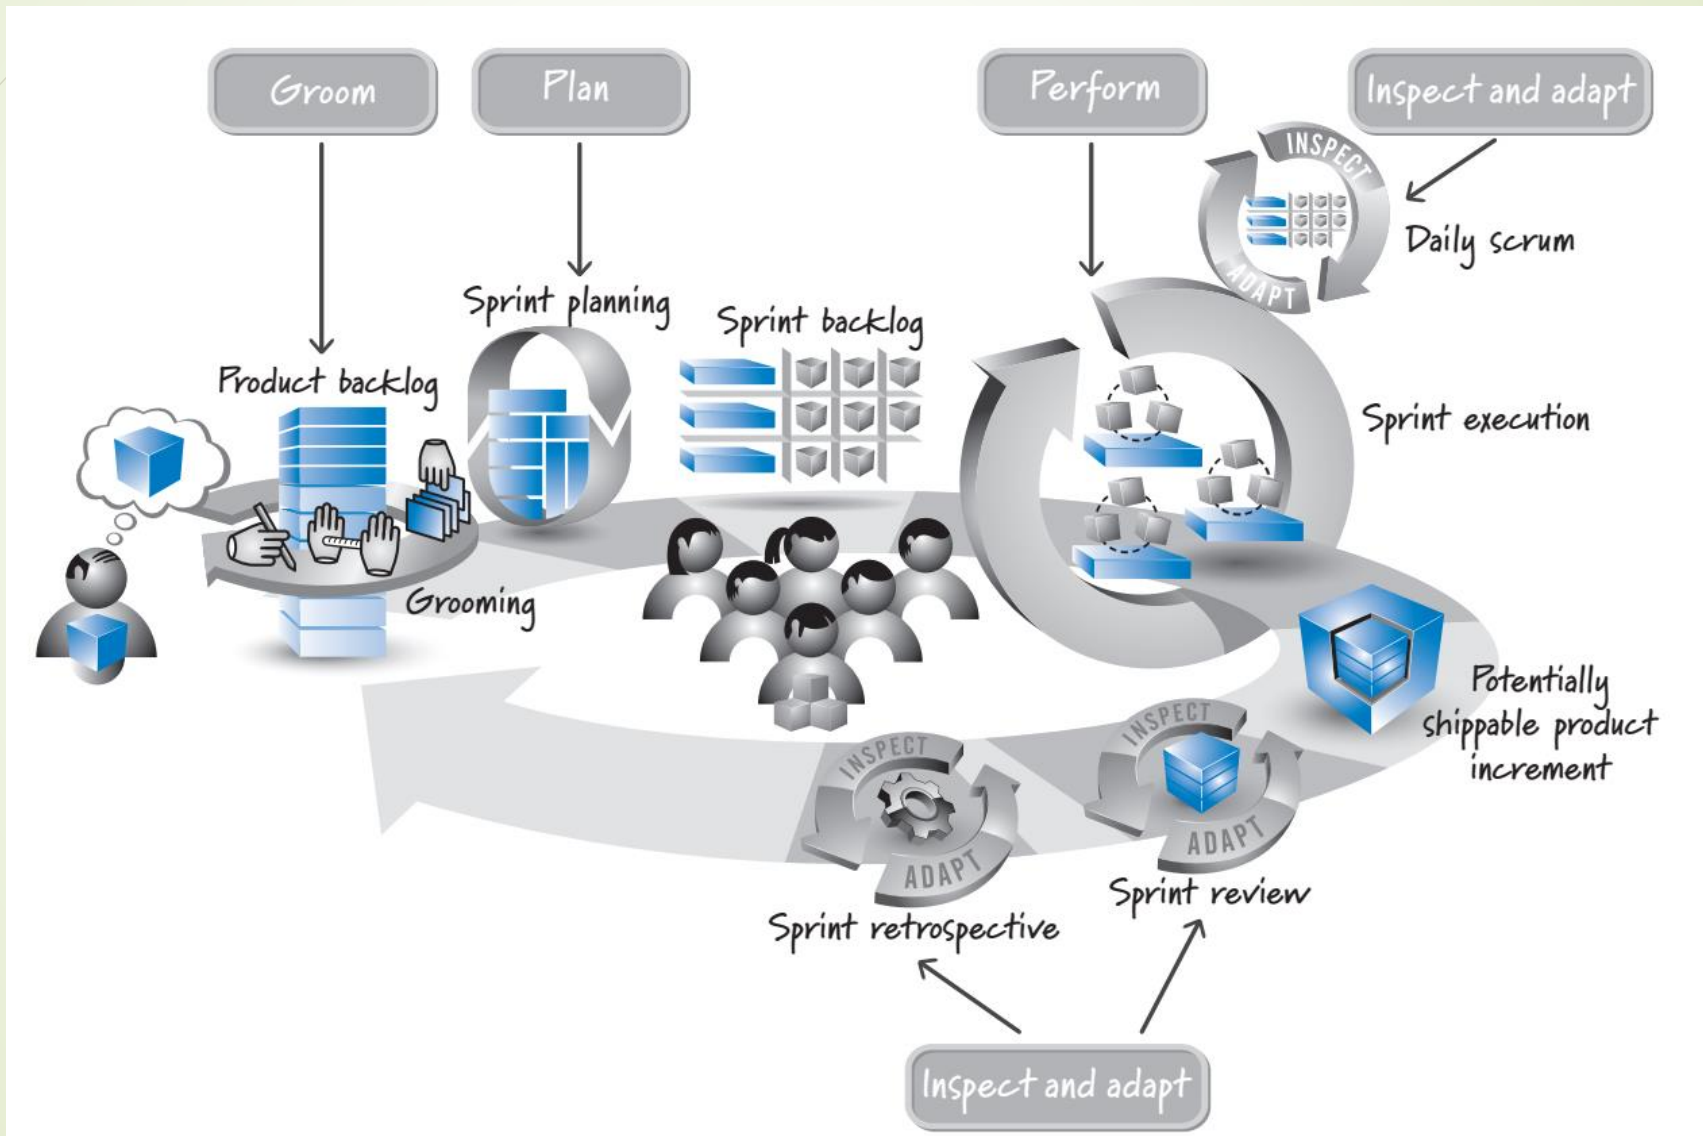 Groom
Plan
Perform
Inspect and adapt
INSPECT
ADAPT
Daily scrum
Sprint planning
Sprint backlog
Product backlog
Sprint execution
Grooming
Potentially
shippable product
increment
INSPECT
ADAPT
Sprint review
INSPECT
ADAPT
Sprint retrospective
Inspect and adapt